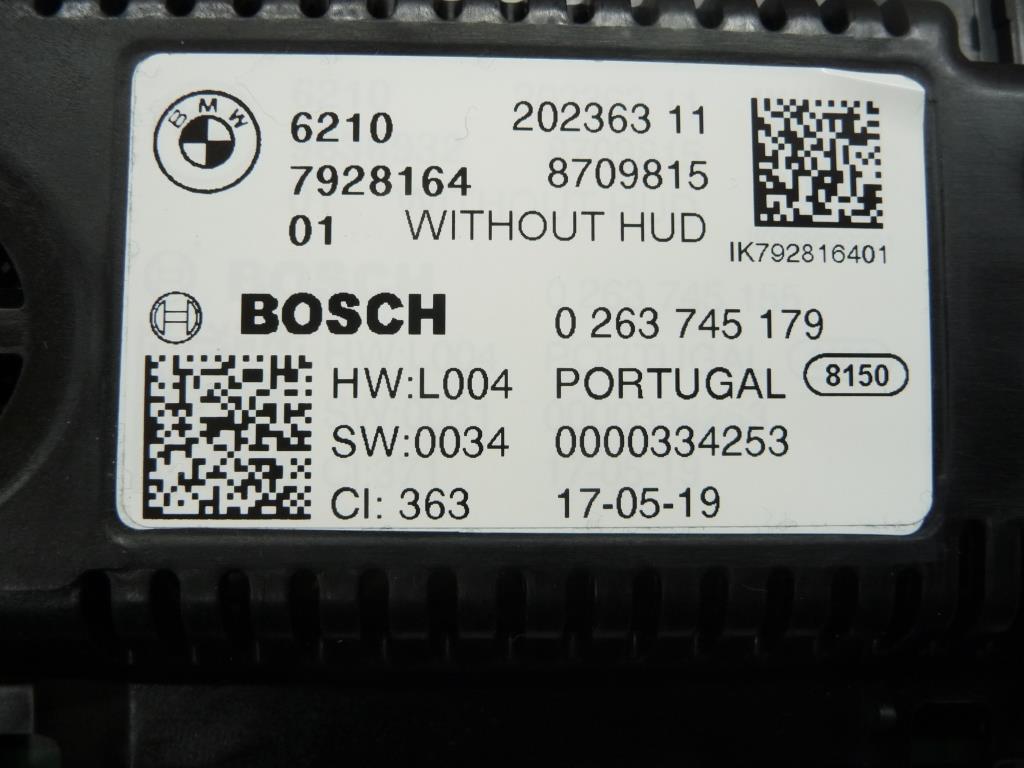 BMW
6210 202363 11
7928164 8709815
01 WITHOUT HUD
IK792816401
BOSCH 0 263 745 179
HW:L004 PORTUGAL 8150
SW:0034 0000334253
CI: 363 17-05-19